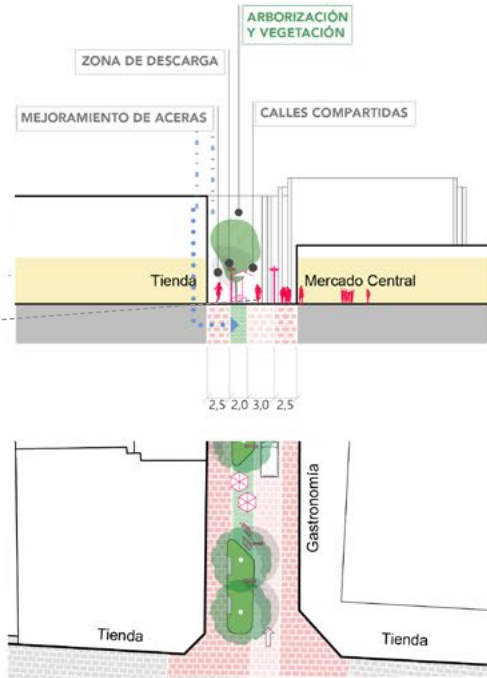 ARBORIZACIÓN
Y VEGETACIÓN
ZONA DE DESCARGA
MEJORAMIENTO DE ACERAS
CALLES COMPARTIDAS
Tienda
Mercado Central
2,5 2,0 3,0 2,5
Gastronomía
Tienda
Tienda